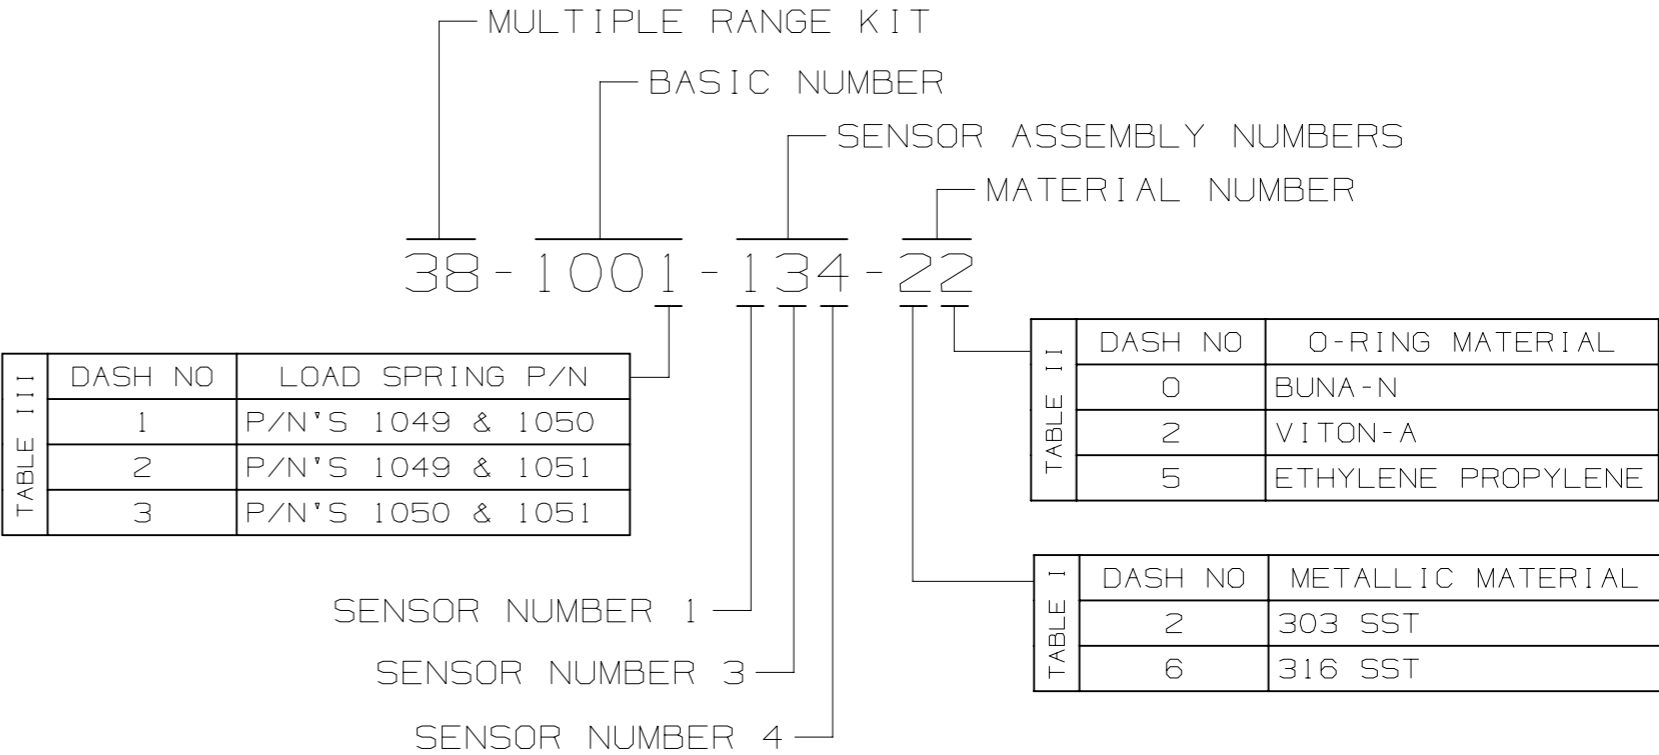 MULTIPLE RANGE KIT
BASIC NUMBER
SENSOR ASSEMBLY NUMBERS
MATERIAL NUMBER
38-1001-134-22
TABLE III
DASH NO LOAD SPRING P/N
1 P/N'S 1049 & 1050
2 P/N'S 1049 & 1051
3 P/N'S 1050 & 1051
TABLE II
DASH NO O-RING MATERIAL
0 BUNA-N
2 VITON-A
5 ETHYLENE PROPYLENE
TABLE I
DASH NO METALLIC MATERIAL
2 303 SST
6 316 SST
SENSOR NUMBER 1
SENSOR NUMBER 3
SENSOR NUMBER 4